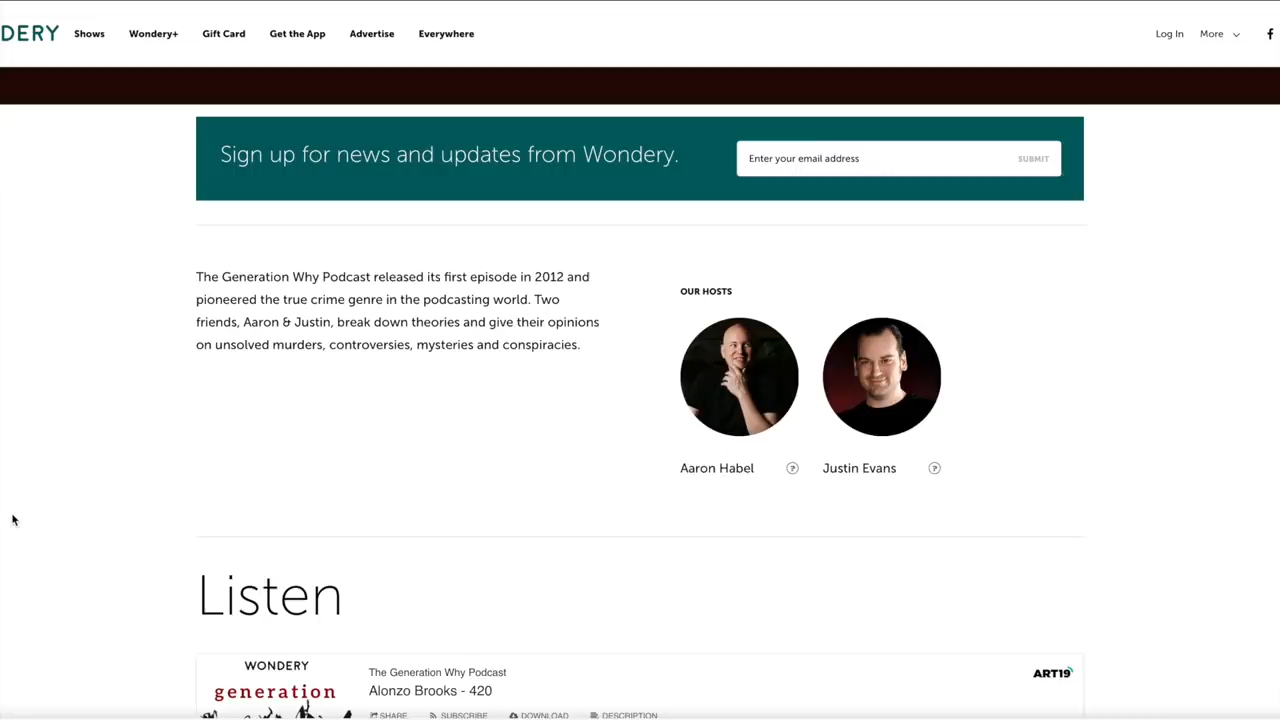 DERY Shows Wondery+ Gift Card Get the App Advertise Everywhere Log In More
Sign up for news and updates from Wondery.
Enter your email address SUBMIT
The Generation Why Podcast released its first episode in 2012 and
pioneered the true crime genre in the podcasting world. Two
friends, Aaron & Justin, break down theories and give their opinions
on unsolved murders, controversies, mysteries and conspiracies.
OUR HOSTS
Aaron Habel ?
Justin Evans ?
Listen
WONDERY
generation
The Generation Why Podcast
Alonzo Brooks - 420
SHARE SUBSCRIBE DOWNLOAD DESCRIPTION
ART19